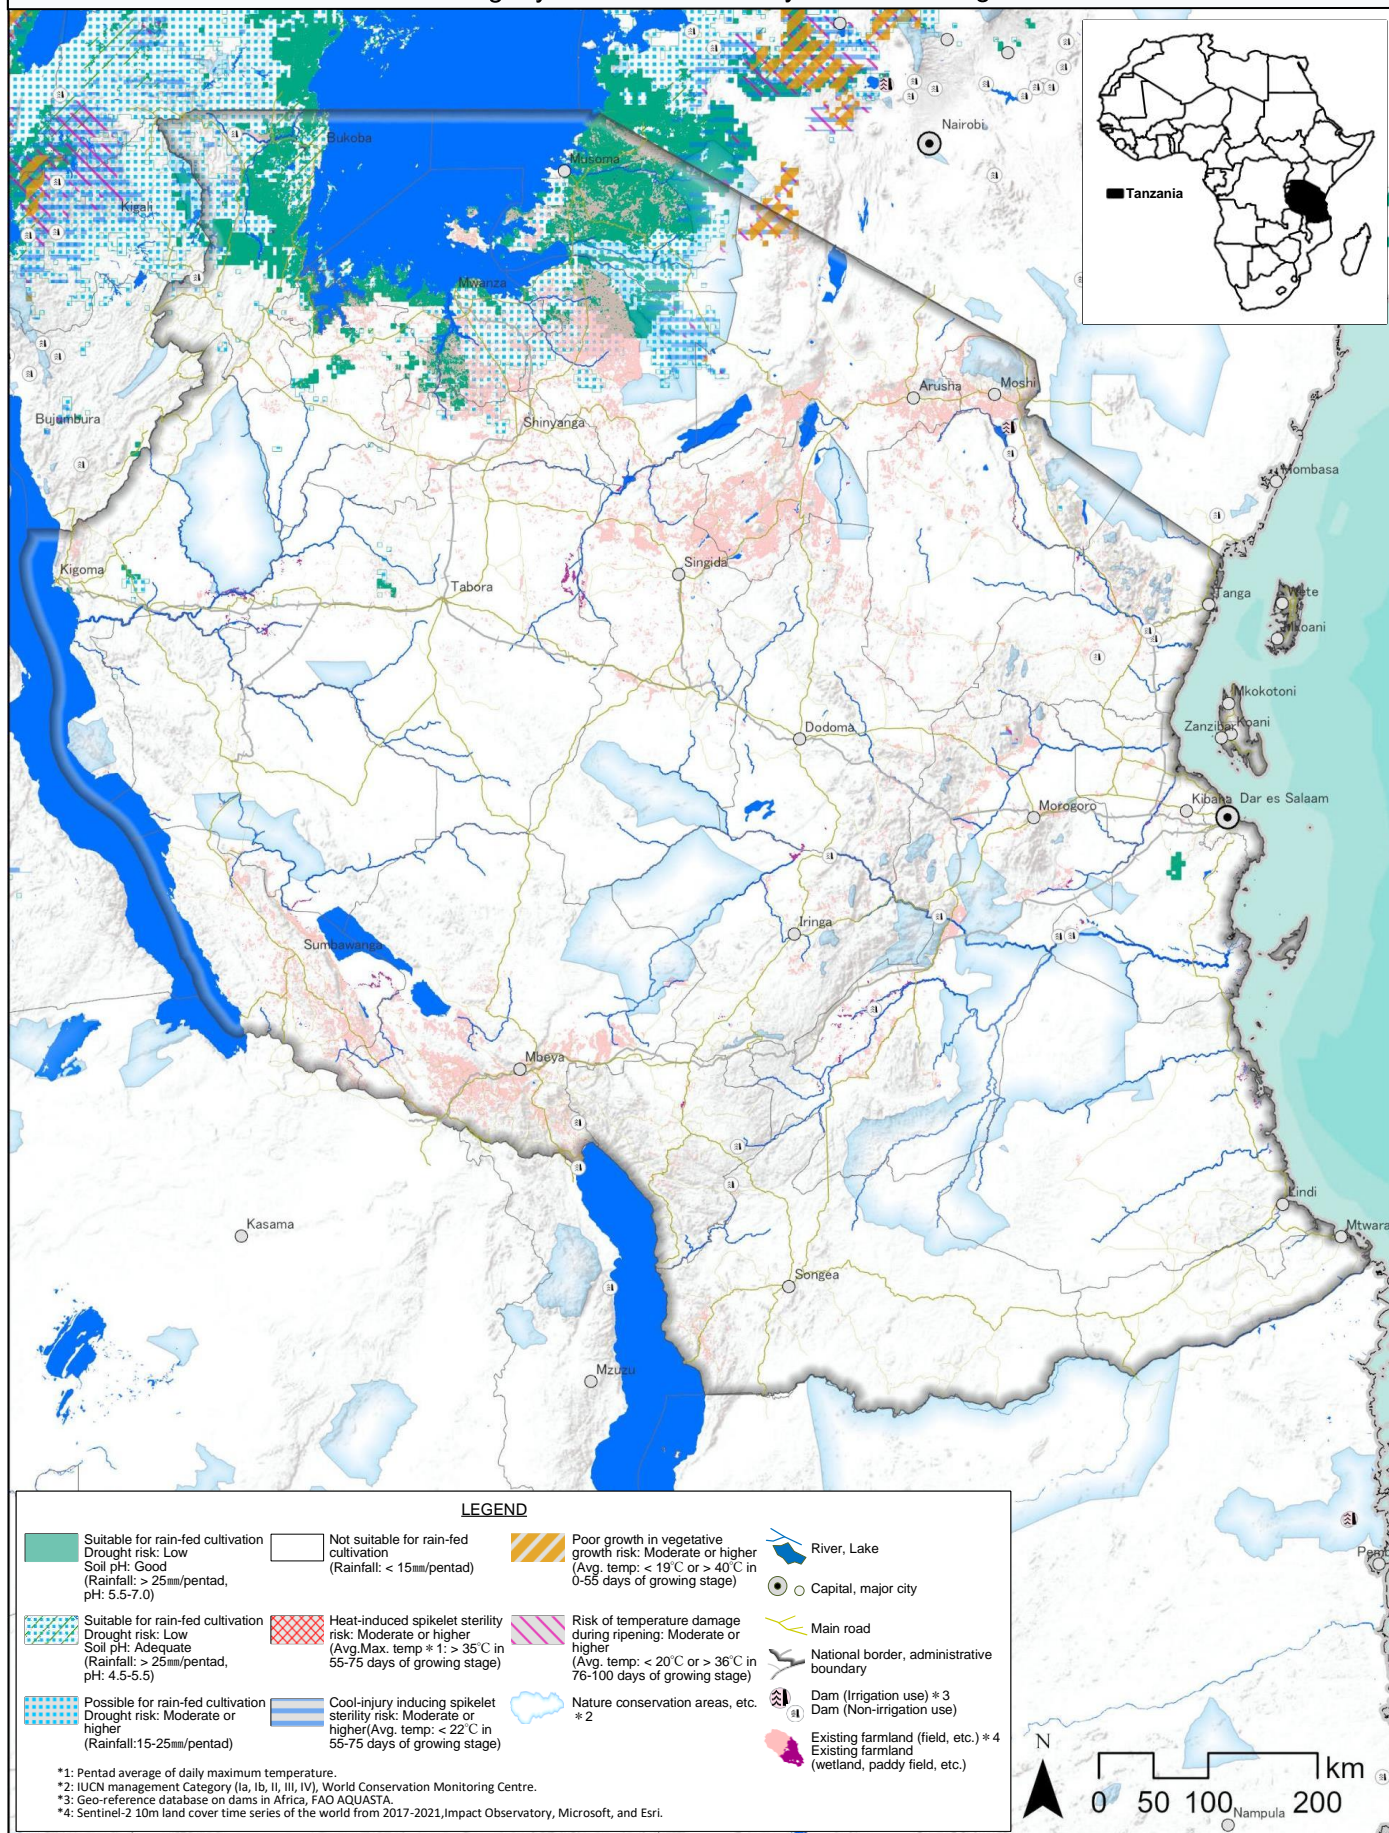 Tanzania
Nairobi
Bukoba
Musoma
Kigali
Mwanza
Arusha
Moshi
Bujumbura
Shinyanga
Mombasa
Kigoma
Singida
Tabora
Tanga
Wete
Mkoani
Mkokotoni
Zanzibar
Koani
Dodoma
Morogoro
Kibaha
Dar es Salaam
Iringa
Sumbawanga
Mbeya
Lindi
Mtwara
Kasama
Songea
Mzuzu
LEGEND
Suitable for rain-fed cultivation
Drought risk: Low
Soil pH: Good
(Rainfall: > 25㎜/pentad,
pH: 5.5-7.0)
Suitable for rain-fed cultivation
Drought risk: Low
Soil pH: Adequate
(Rainfall: > 25㎜/pentad,
pH: 4.5-5.5)
Possible for rain-fed cultivation
Drought risk: Moderate or
higher
(Rainfall:15-25㎜/pentad)
Not suitable for rain-fed
cultivation
(Rainfall: < 15㎜/pentad)
Heat-induced spikelet sterility
risk: Moderate or higher
(Avg.Max. temp＊1: > 35℃ in
55-75 days of growing stage)
Cool-injury inducing spikelet
sterility risk: Moderate or
higher(Avg. temp: < 22℃ in
55-75 days of growing stage)
Poor growth in vegetative
growth risk: Moderate or higher
(Avg. temp: < 19℃ or > 40℃ in
0-55 days of growing stage)
Risk of temperature damage
during ripening: Moderate or
higher
(Avg. temp: < 20℃ or > 36℃ in
76-100 days of growing stage)
Nature conservation areas, etc.
＊2
River, Lake
Capital, major city
Main road
National border, administrative
boundary
Dam (Irrigation use)＊3
Dam (Non-irrigation use)
Existing farmland (field, etc.)＊4
Existing farmland
(wetland, paddy field, etc.)
*1: Pentad average of daily maximum temperature.
*2: IUCN management Category (Ia, Ib, II, III, IV), World Conservation Monitoring Centre.
*3: Geo-reference database on dams in Africa, FAO AQUASTA.
*4: Sentinel-2 10m land cover time series of the world from 2017-2021,Impact Observatory, Microsoft, and Esri.
N
km
0 50 100 200
Nampula